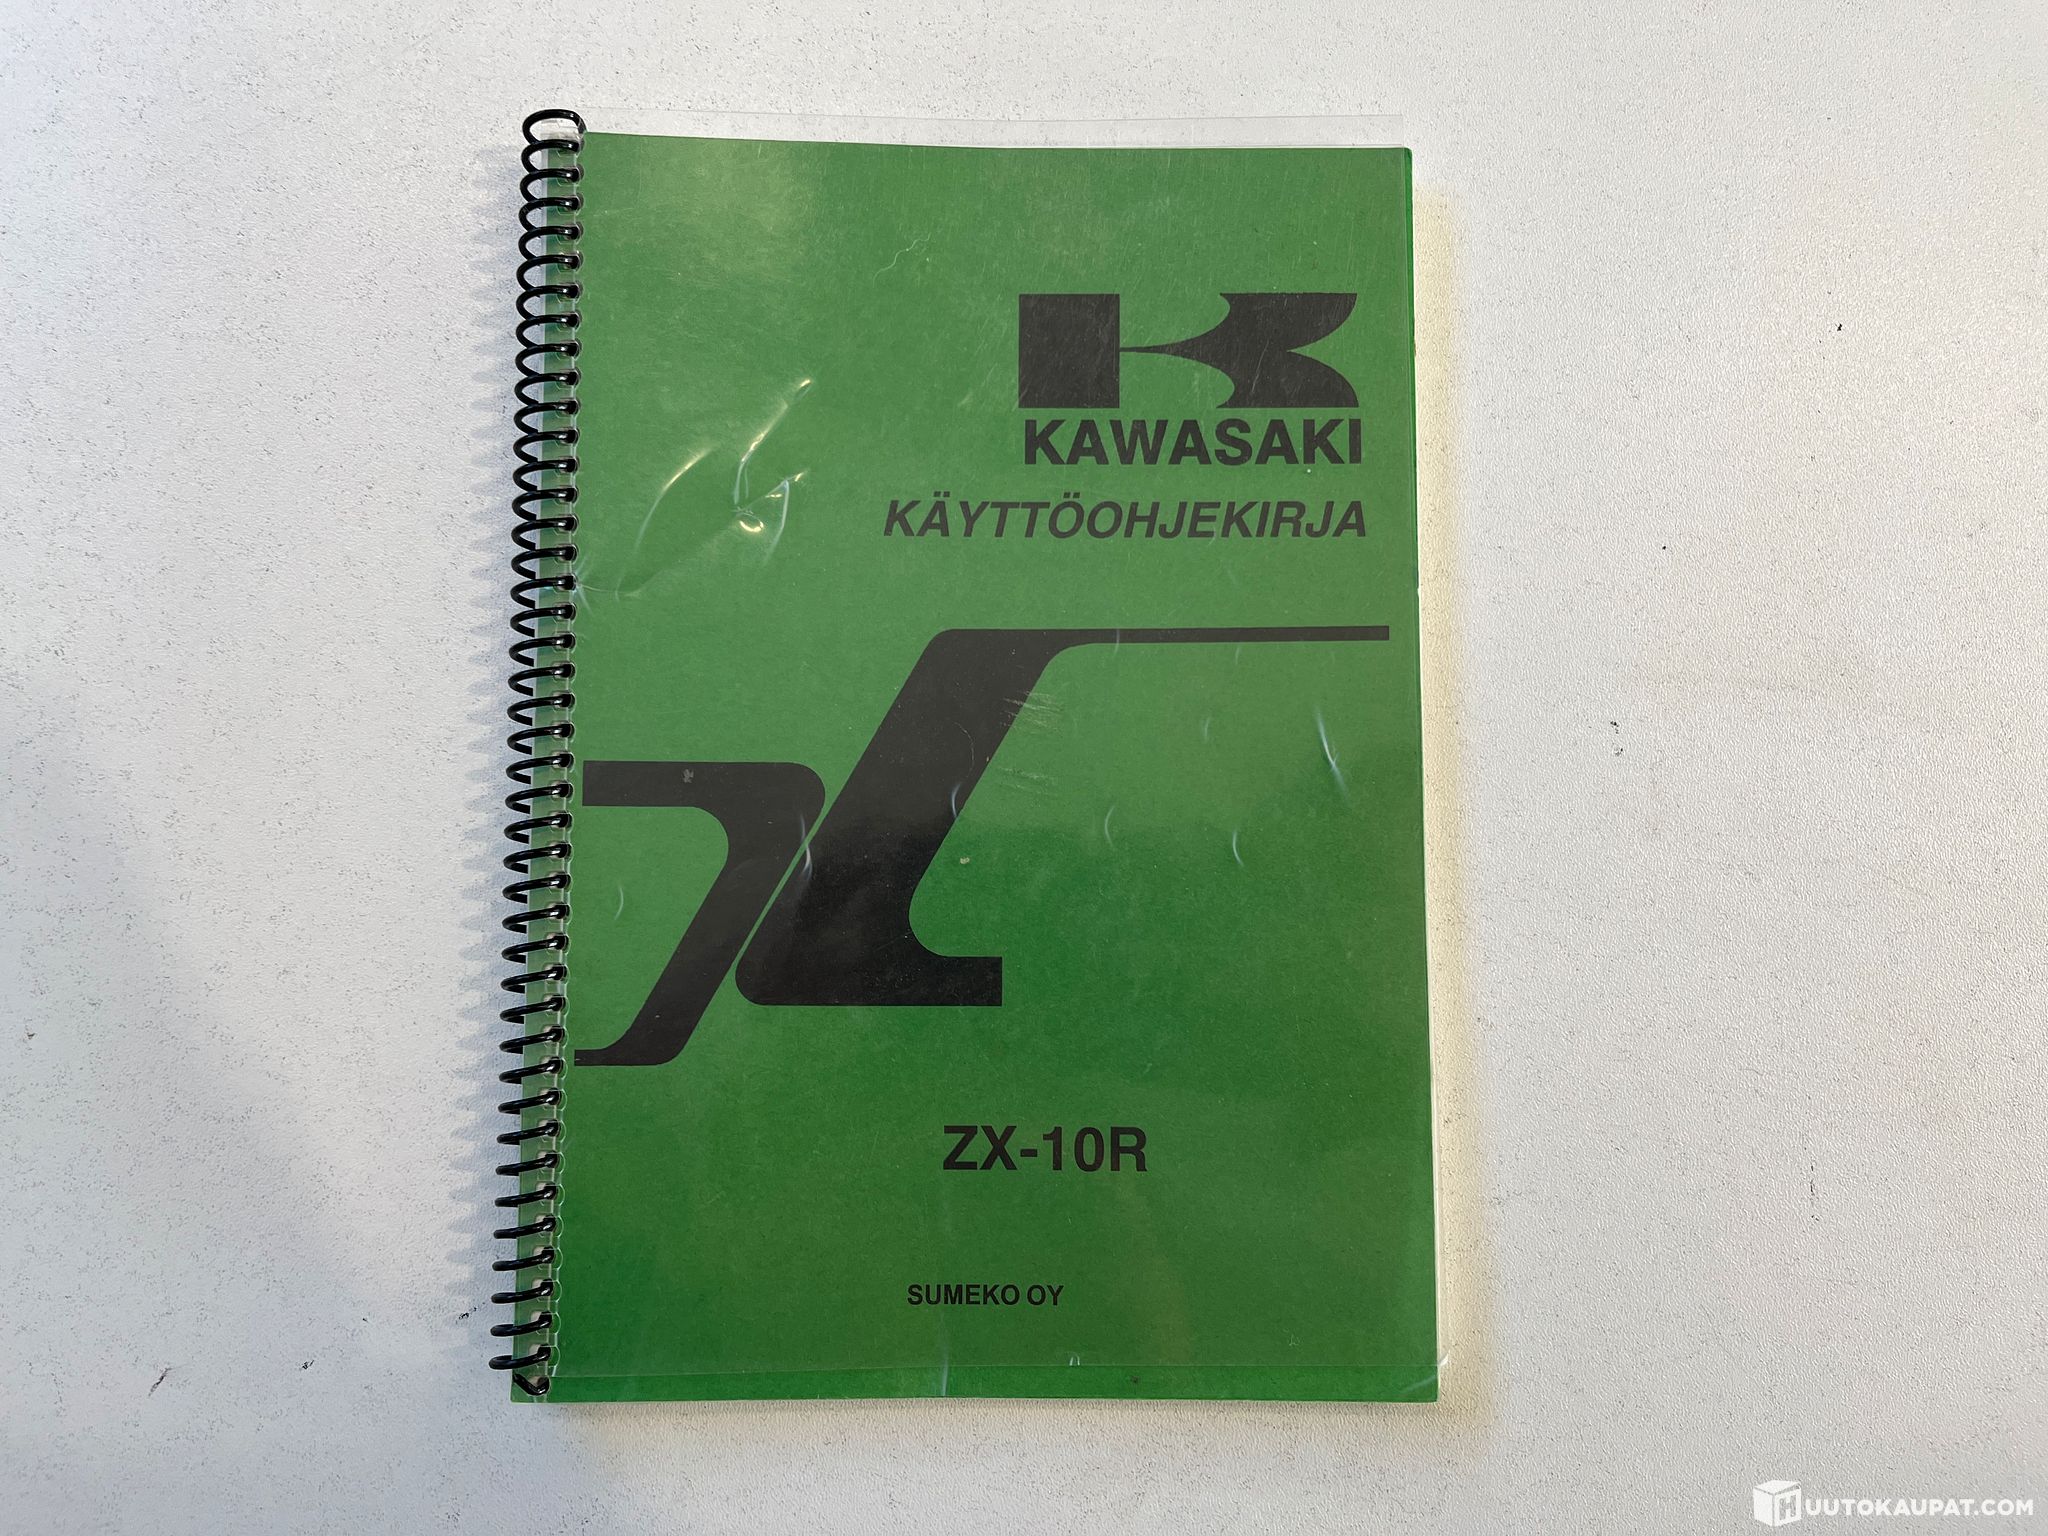 KAWASAKI
KÄYTTÖOHJEKIRJA
ZX-10R
SUMEKO OY
HUUTOKAUPAT.COM